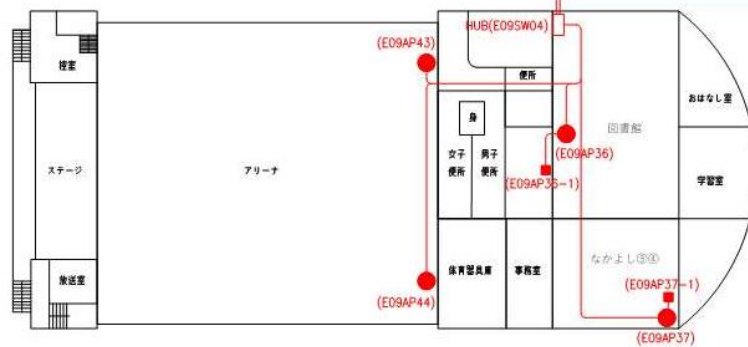 HUB(E09SW04)
(E09AP43)
控室
便所
おはなし室
図書館
身
(E09AP36)
女子
便所
男子
便所
ステージ
アリーナ
(E09AP36-1)
学習室
なかよし③④
放送室
体育器具庫
事務室
(E09AP37-1)
(E09AP44)
(E09AP37)